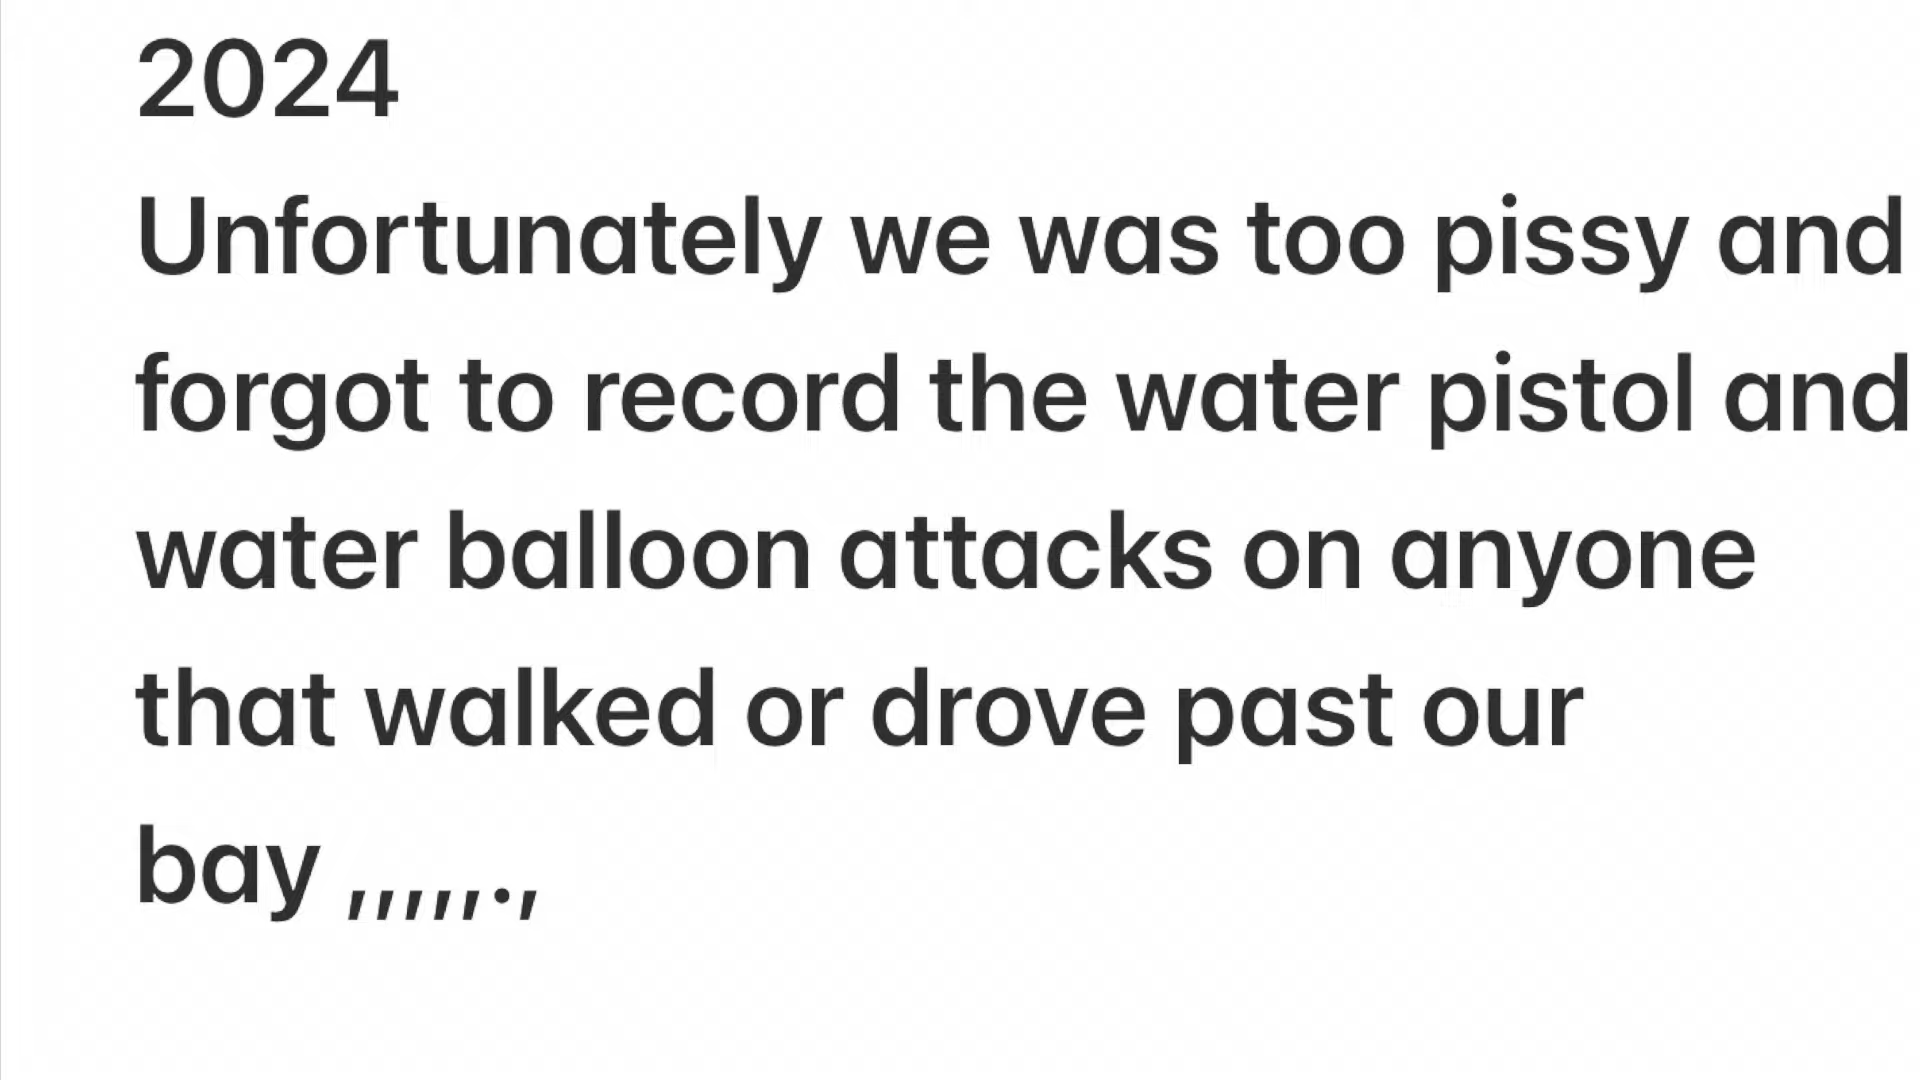 2024
Unfortunately we was too pissy and
forgot to record the water pistol and
water balloon attacks on anyone
that walked or drove past our
bay ,,,,,.,